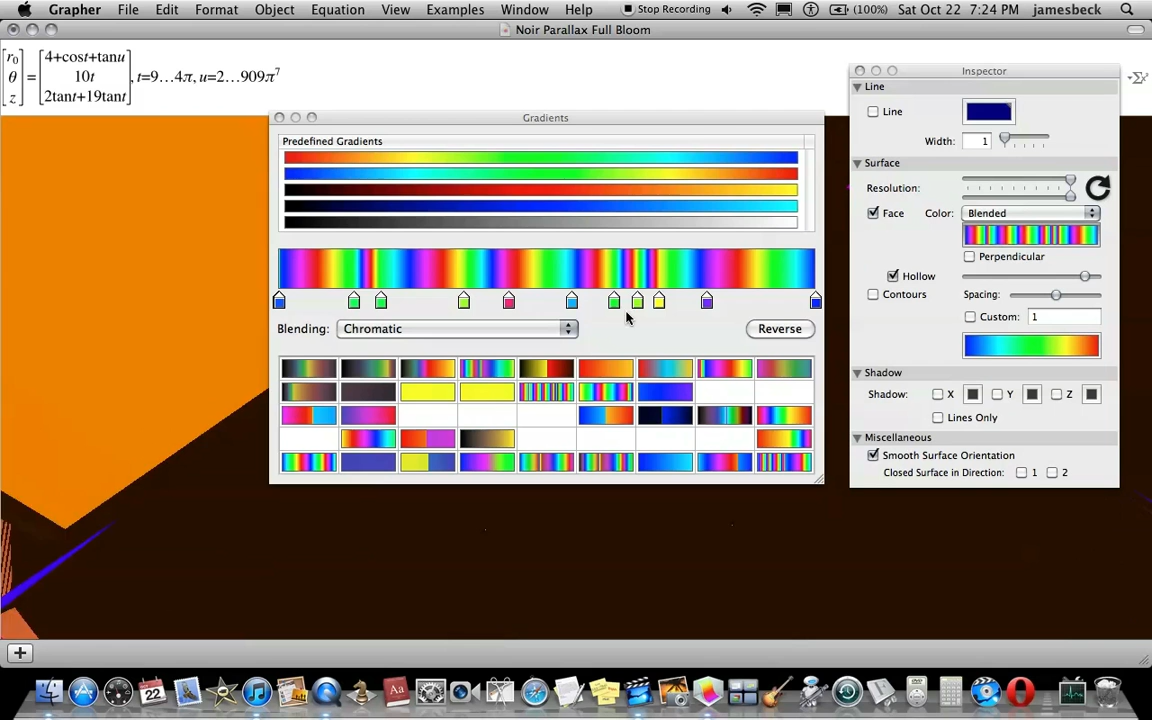 Grapher File Edit Format Object Equation View Examples Window Help Stop Recording (100%) Sat Oct 22 7:24 PM jamesbeck
Noir Parallax Full Bloom
r₀ 4+cost+tanu
θ = 10t , t=9…4π, u=2…909π⁷
z 2tant+19tant
Σx²
Gradients
Predefined Gradients
Blending: Chromatic Reverse
Inspector
Line
Line
Width: 1
Surface
Resolution:
Face Color: Blended
Perpendicular
Hollow
Contours Spacing:
Custom: 1
Shadow
Shadow: X Y Z
Lines Only
Miscellaneous
Smooth Surface Orientation
Closed Surface in Direction: 1 2
22
Aa